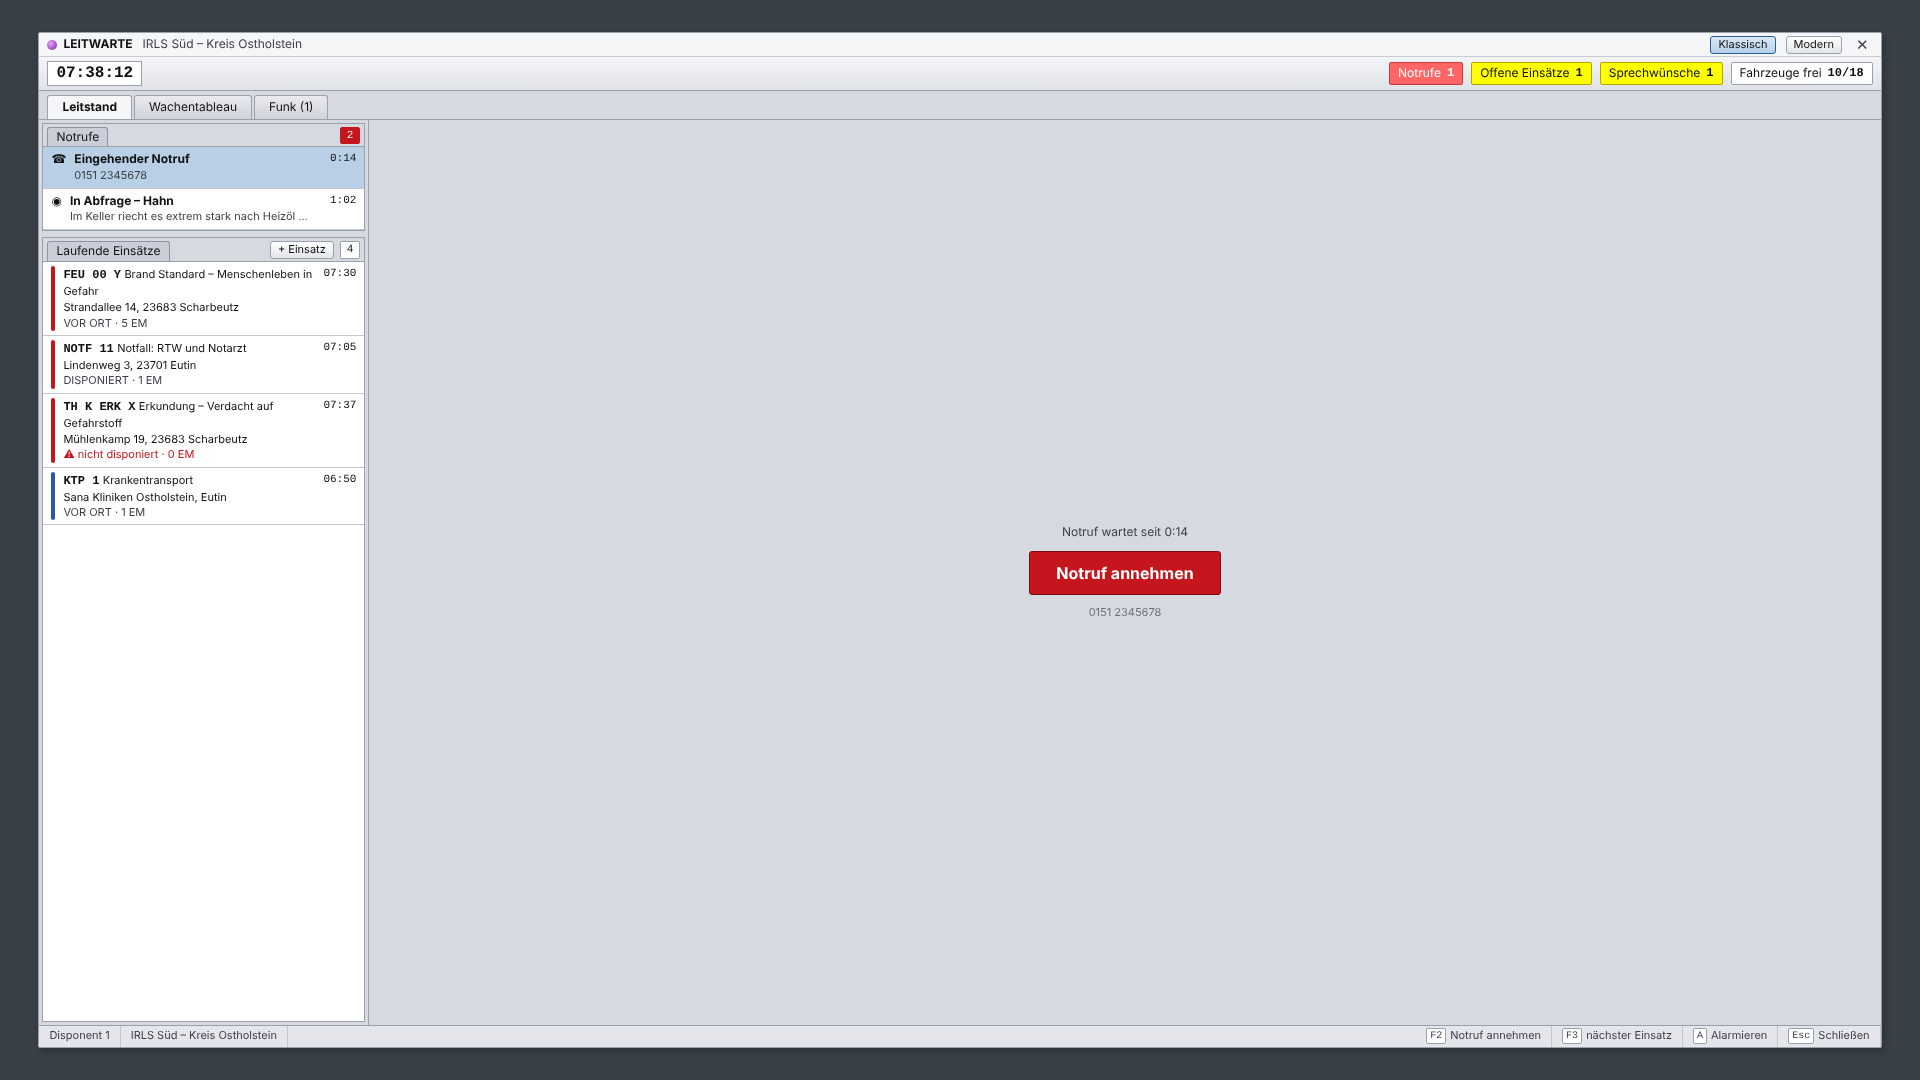 LEITWARTE IRLS Süd – Kreis Ostholstein
Klassisch Modern ✕
07:38:12
Notrufe 1 Offene Einsätze 1 Sprechwünsche 1 Fahrzeuge frei 10/18
Leitstand Wachentableau Funk (1)
Notrufe 2
☎ Eingehender Notruf 0:14
0151 2345678
◉ In Abfrage – Hahn 1:02
Im Keller riecht es extrem stark nach Heizöl ...
Laufende Einsätze + Einsatz 4
FEU 00 Y Brand Standard – Menschenleben in 07:30
Gefahr
Strandallee 14, 23683 Scharbeutz
VOR ORT · 5 EM
NOTF 11 Notfall: RTW und Notarzt 07:05
Lindenweg 3, 23701 Eutin
DISPONIERT · 1 EM
TH K ERK X Erkundung – Verdacht auf 07:37
Gefahrstoff
Mühlenkamp 19, 23683 Scharbeutz
⚠ nicht disponiert · 0 EM
KTP 1 Krankentransport 06:50
Sana Kliniken Ostholstein, Eutin
VOR ORT · 1 EM
Notruf wartet seit 0:14
Notruf annehmen
0151 2345678
Disponent 1 IRLS Süd – Kreis Ostholstein
F2 Notruf annehmen F3 nächster Einsatz A Alarmieren Esc Schließen